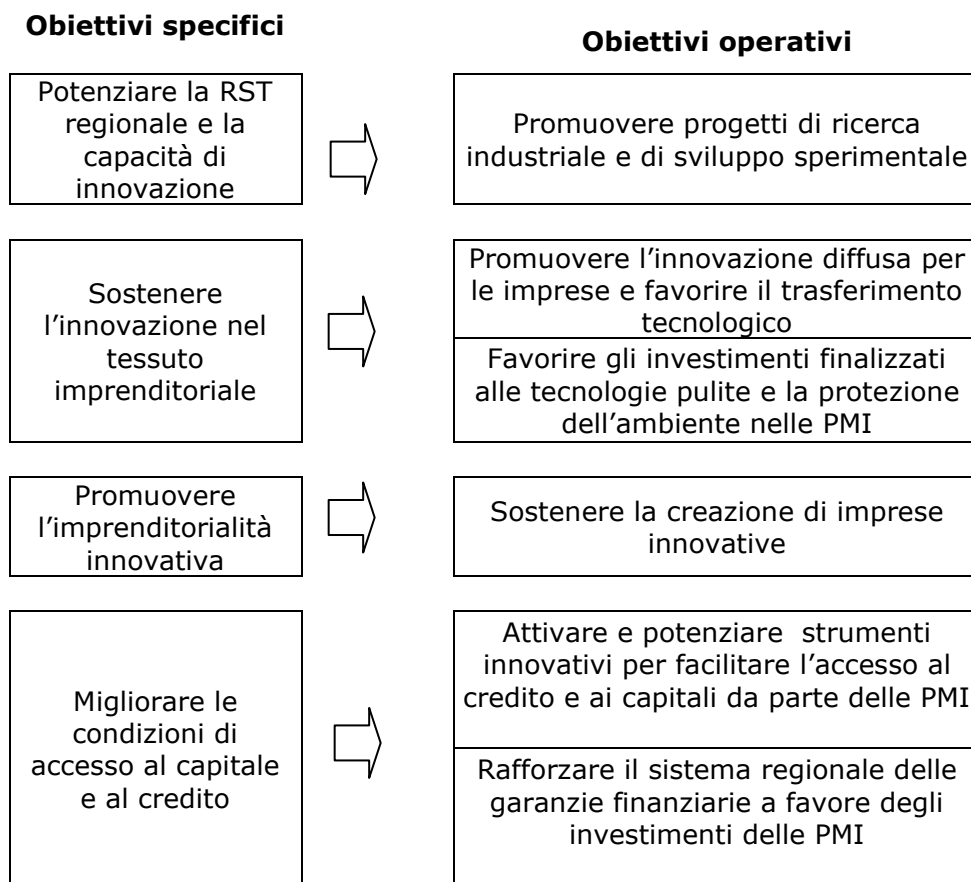 Obiettivi specifici
Obiettivi operativi
Potenziare la RST
regionale e la
capacità di
innovazione
Promuovere progetti di ricerca
industriale e di sviluppo sperimentale
Sostenere
l’innovazione nel
tessuto
imprenditoriale
Promuovere l’innovazione diffusa per
le imprese e favorire il trasferimento
tecnologico
Favorire gli investimenti finalizzati
alle tecnologie pulite e la protezione
dell’ambiente nelle PMI
Promuovere
l’imprenditorialità
innovativa
Sostenere la creazione di imprese
innovative
Migliorare le
condizioni di
accesso al capitale
e al credito
Attivare e potenziare strumenti
innovativi per facilitare l’accesso al
credito e ai capitali da parte delle PMI
Rafforzare il sistema regionale delle
garanzie finanziarie a favore degli
investimenti delle PMI